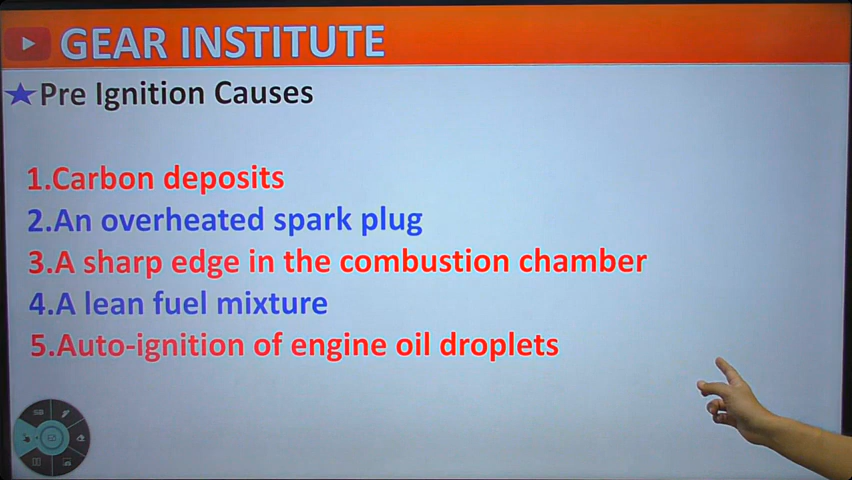 GEAR INSTITUTE
Pre Ignition Causes
1.Carbon deposits
2.An overheated spark plug
3.A sharp edge in the combustion chamber
4.A lean fuel mixture
5.Auto-ignition of engine oil droplets